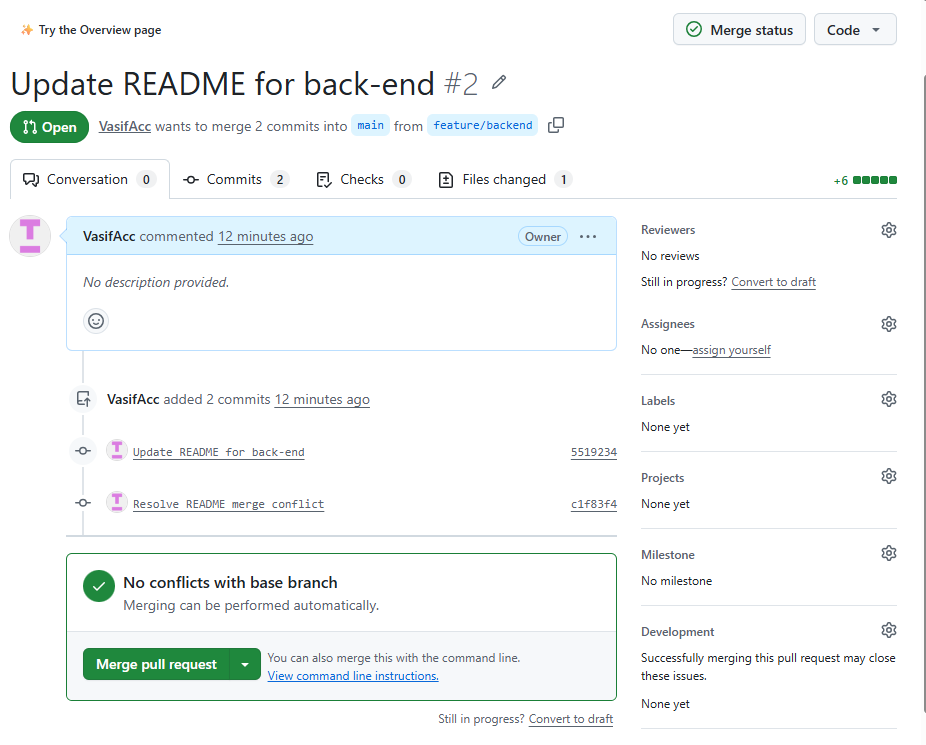 Try the Overview page
Merge status
Code
Update README for back-end #2
Open VasifAcc wants to merge 2 commits into main from feature/backend
Conversation 0
Commits 2
Checks 0
Files changed 1
+6
VasifAcc commented 12 minutes ago
Owner
No description provided.
VasifAcc added 2 commits 12 minutes ago
Update README for back-end 5519234
Resolve README merge conflict c1f83f4
No conflicts with base branch
Merging can be performed automatically.
Merge pull request
You can also merge this with the command line.
View command line instructions.
Still in progress? Convert to draft
Reviewers
No reviews
Still in progress? Convert to draft
Assignees
No one—assign yourself
Labels
None yet
Projects
None yet
Milestone
No milestone
Development
Successfully merging this pull request may close
these issues.
None yet